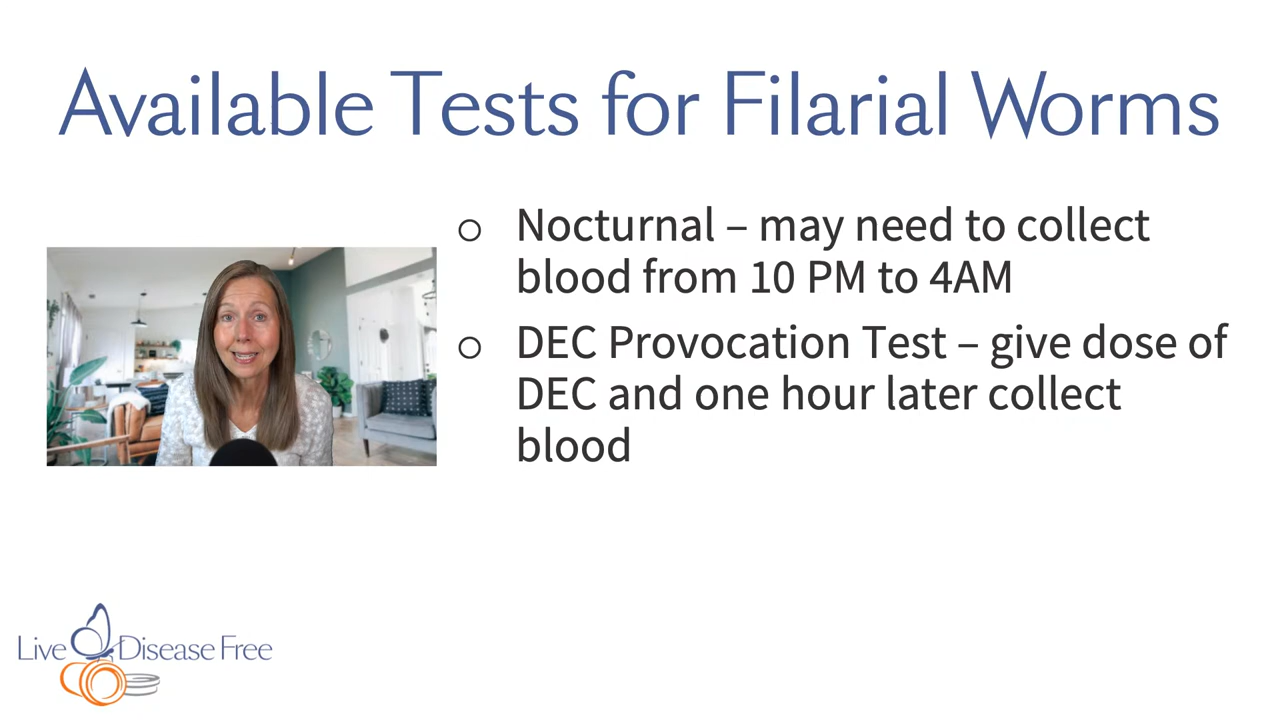 Available Tests for Filarial Worms
○ Nocturnal – may need to collect
blood from 10 PM to 4AM
○ DEC Provocation Test – give dose of
DEC and one hour later collect
blood
Live Disease Free